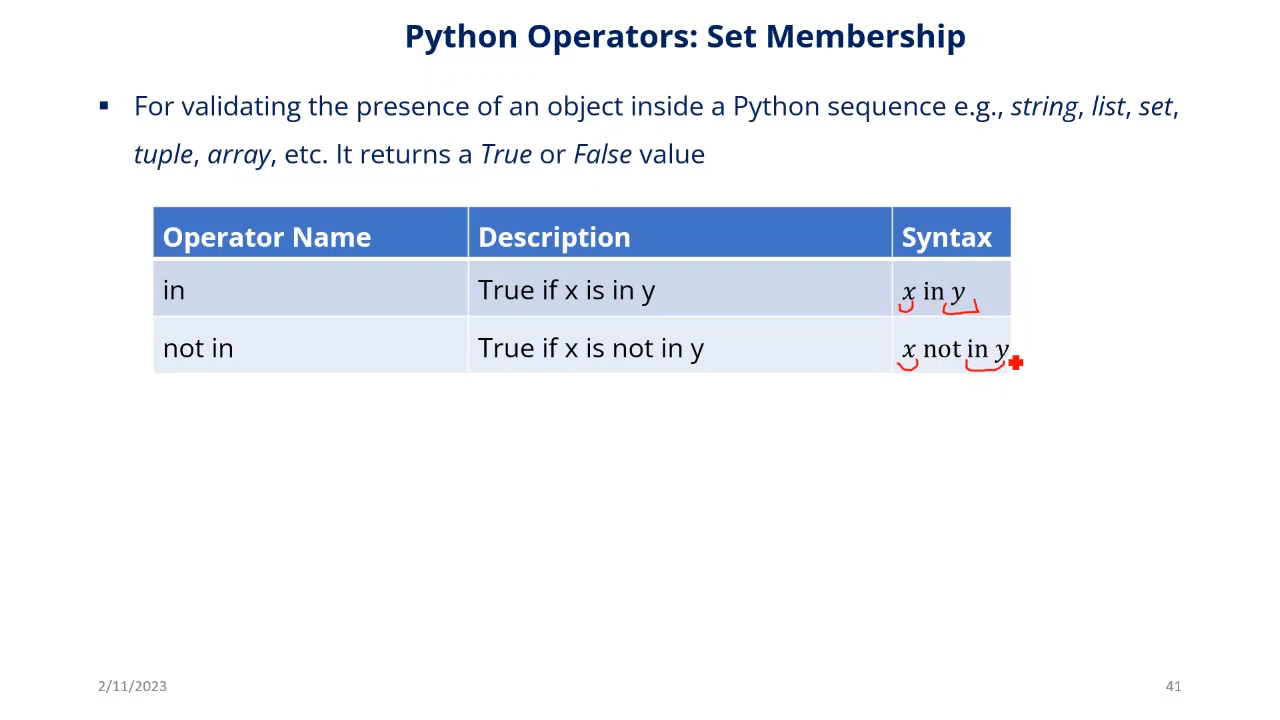 Python Operators: Set Membership
▪ For validating the presence of an object inside a Python sequence e.g., string, list, set,
tuple, array, etc. It returns a True or False value
Operator Name Description Syntax
in True if x is in y x in y
not in True if x is not in y x not in y
2/11/2023 41